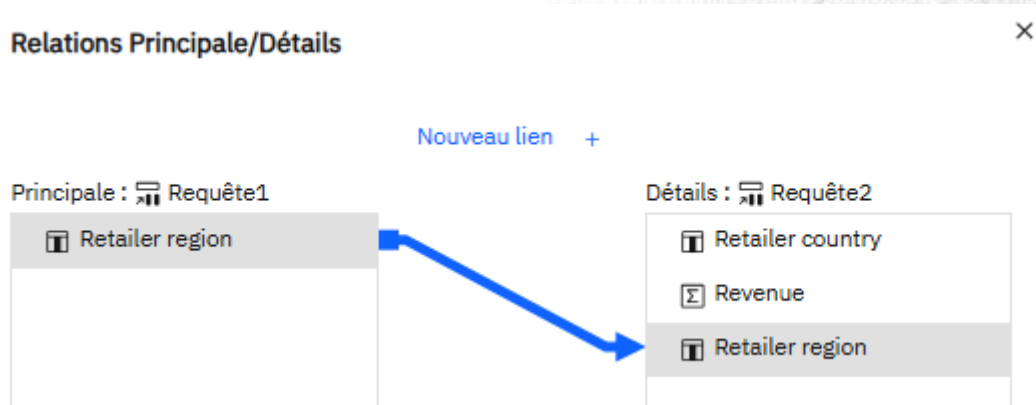 Relations Principale/Détails
Nouveau lien +
Principale : Requête1
Détails : Requête2
Retailer region
Retailer country
Revenue
Retailer region